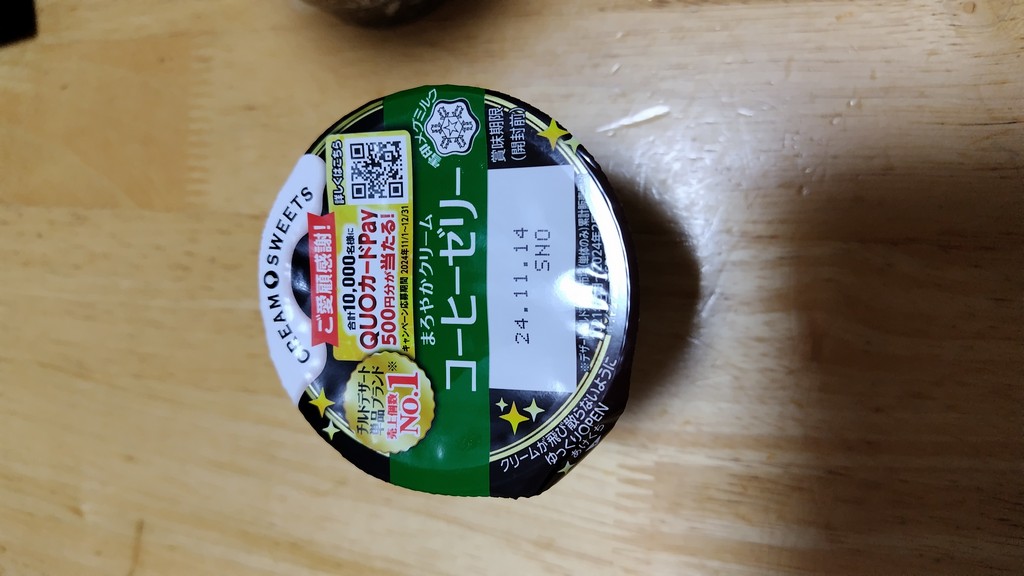 CREAM SWEETS
ご愛顧感謝!
合計10,000名様に
QUOカードPay
500円分が当たる!
キャンペーン応募期間 2024年11/1~12/31
詳しくはこちら
チルドデザート
単品ブランド
売上個数※
NO.1
雪印メグミルク
まろやかクリーム
コーヒーゼリー
賞味期限
(開封前)
24.11.14
SNO
クリームが飛び散らないように
ゆっくりOPEN